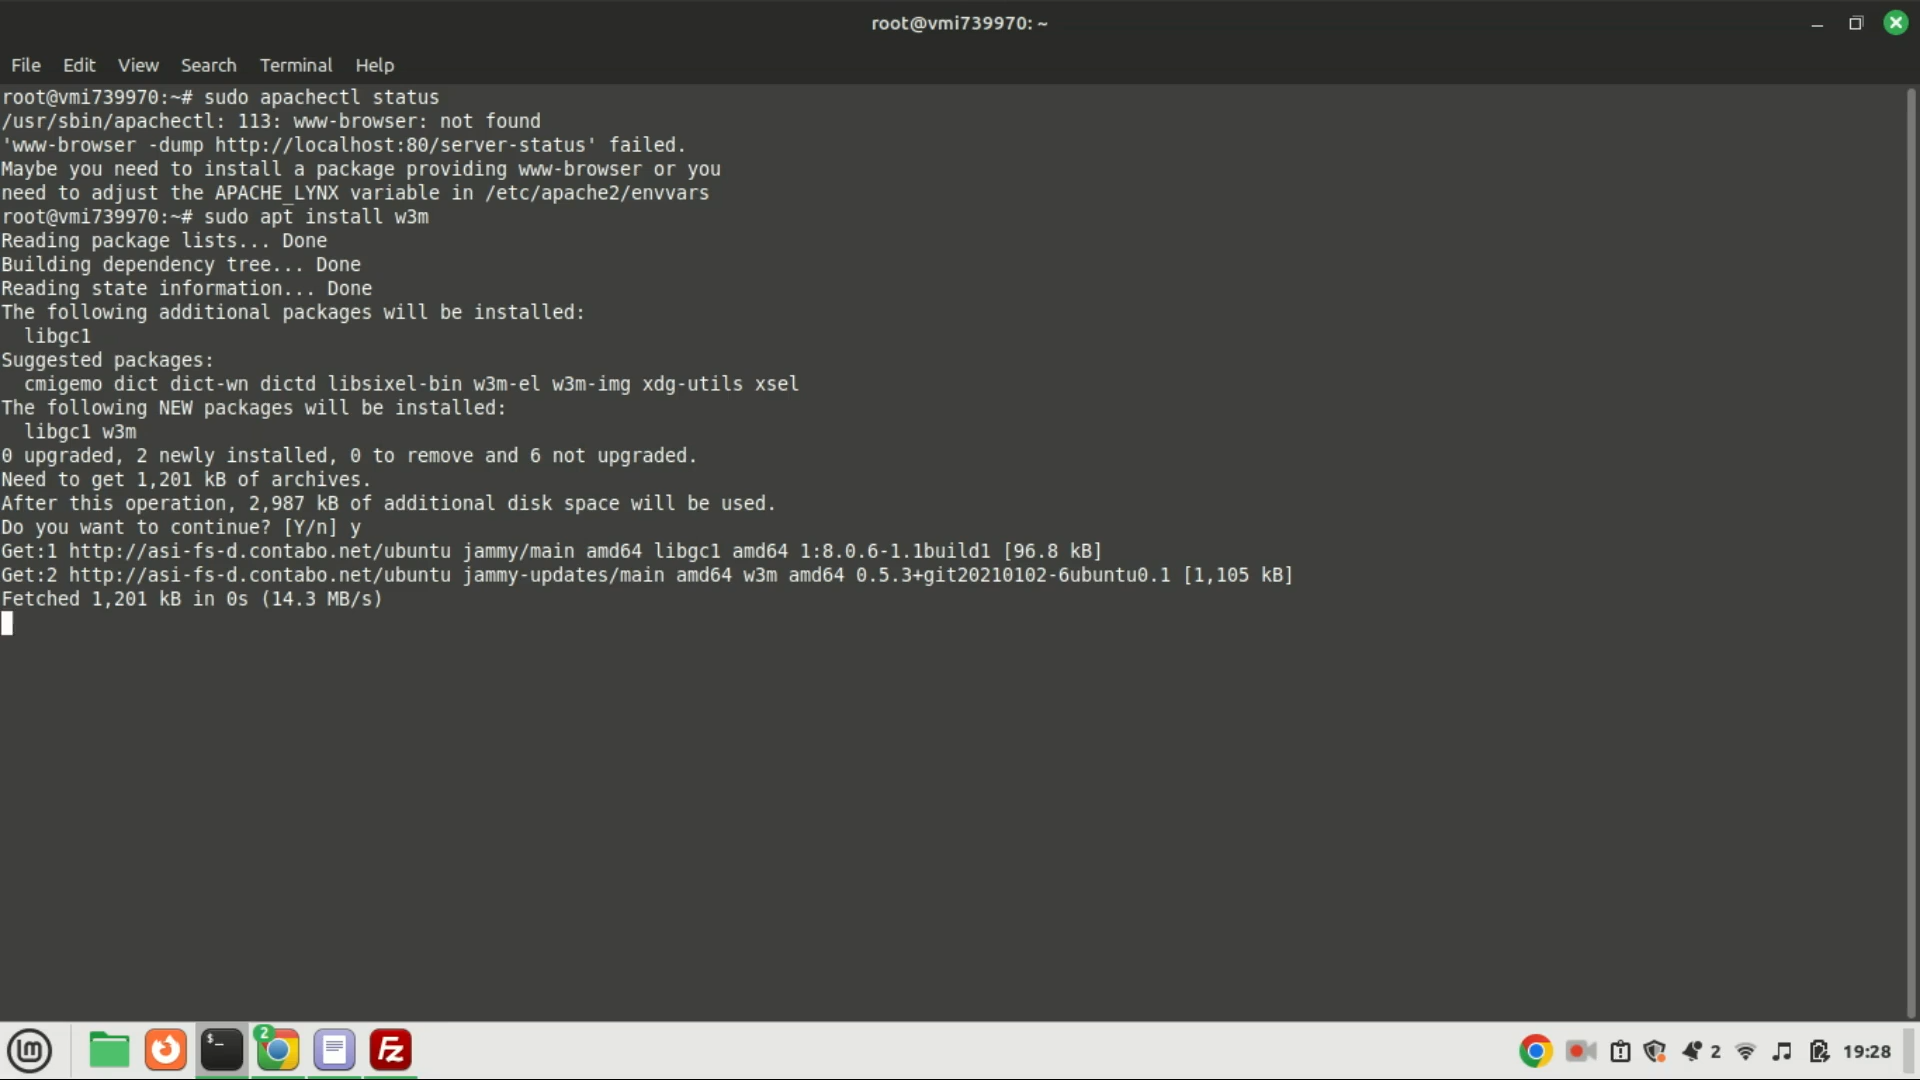 root@vmi739970: ~
File Edit View Search Terminal Help
root@vmi739970:~# sudo apachectl status
/usr/sbin/apachectl: 113: www-browser: not found
'www-browser -dump http://localhost:80/server-status' failed.
Maybe you need to install a package providing www-browser or you
need to adjust the APACHE_LYNX variable in /etc/apache2/envvars
root@vmi739970:~# sudo apt install w3m
Reading package lists... Done
Building dependency tree... Done
Reading state information... Done
The following additional packages will be installed:
  libgc1
Suggested packages:
  cmigemo dict dict-wn dictd libsixel-bin w3m-el w3m-img xdg-utils xsel
The following NEW packages will be installed:
  libgc1 w3m
0 upgraded, 2 newly installed, 0 to remove and 6 not upgraded.
Need to get 1,201 kB of archives.
After this operation, 2,987 kB of additional disk space will be used.
Do you want to continue? [Y/n] y
Get:1 http://asi-fs-d.contabo.net/ubuntu jammy/main amd64 libgc1 amd64 1:8.0.6-1.1build1 [96.8 kB]
Get:2 http://asi-fs-d.contabo.net/ubuntu jammy-updates/main amd64 w3m amd64 0.5.3+git20210102-6ubuntu0.1 [1,105 kB]
Fetched 1,201 kB in 0s (14.3 MB/s)
lm $_ 2 Fz 2 19:28